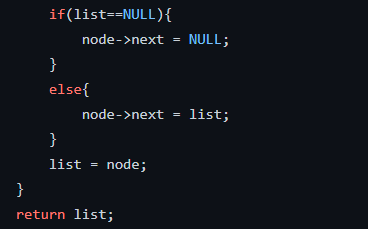 if(list==NULL){
node->next = NULL;
}
else{
node->next = list;
}
list = node;
}
return list;